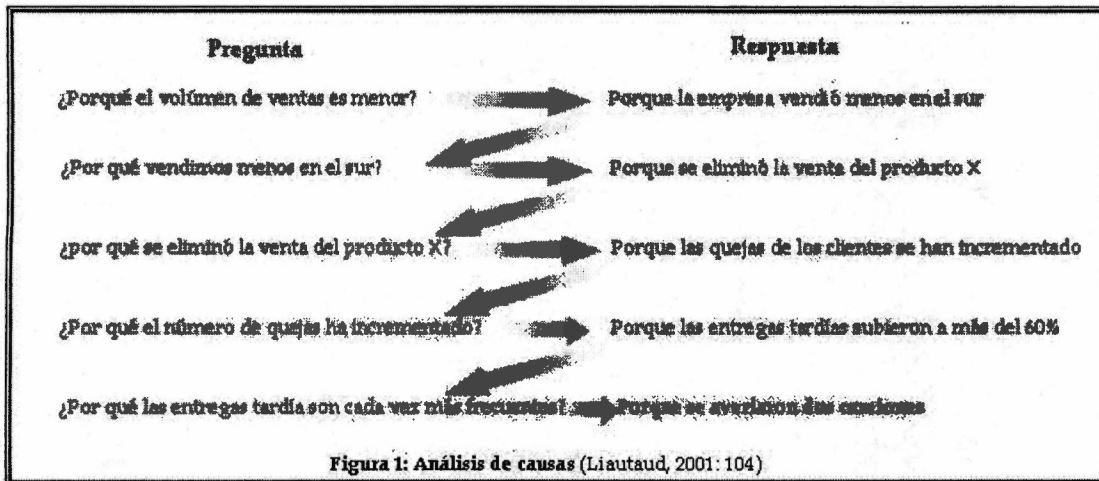 Pregunta Respuesta
¿Porqué el volúmen de ventas es menor? Porque la empresa vendió menos en el sur
¿Por qué vendimos menos en el sur? Porque se eliminó la venta del producto X
¿por qué se eliminó la venta del producto X? Porque las quejas de los clientes se han incrementado
¿Por qué el número de quejas ha incrementado? Porque las entregas tardías subieron a más del 60%
¿Por qué las entregas tardía son cada vez más frecuentes? Porque se averiaron dos camiones
Figura 1: Análisis de causas (Liautaud, 2001: 104)